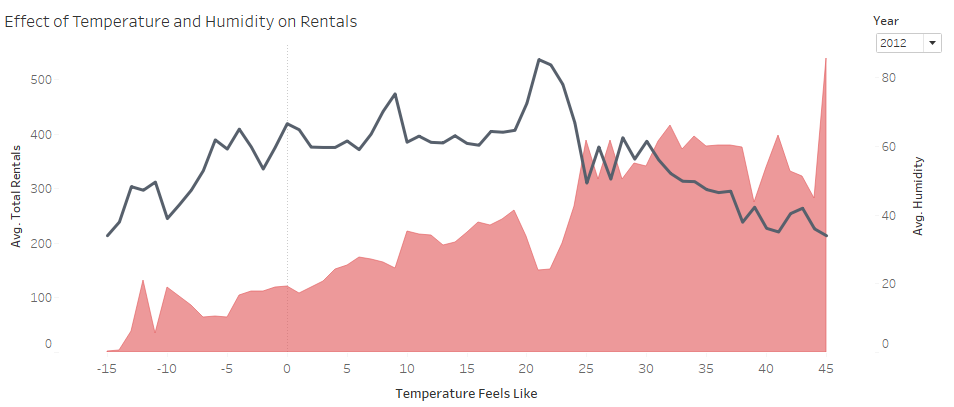 Effect of Temperature and Humidity on Rentals
Year
2012
500
400
300
200
100
0
Avg. Total Rentals
80
60
40
20
0
Avg. Humidity
-15 -10 -5 0 5 10 15 20 25 30 35 40 45
Temperature Feels Like